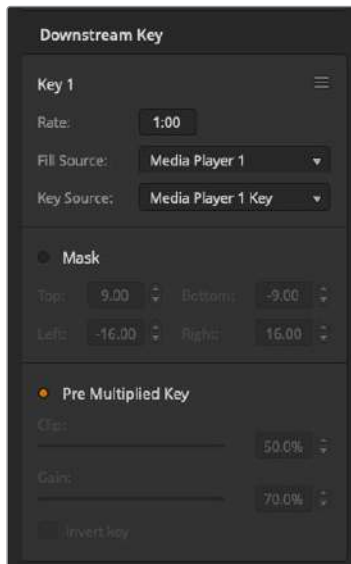 Downstream Key
Key 1
Rate: 1:00
Fill Source: Media Player 1
Key Source: Media Player 1 Key
Mask
Top: 9.00 Bottom: -9.00
Left: -16.00 Right: 16.00
Pre Multiplied Key
Clip:
50.0%
Gain:
70.0%
Invert key